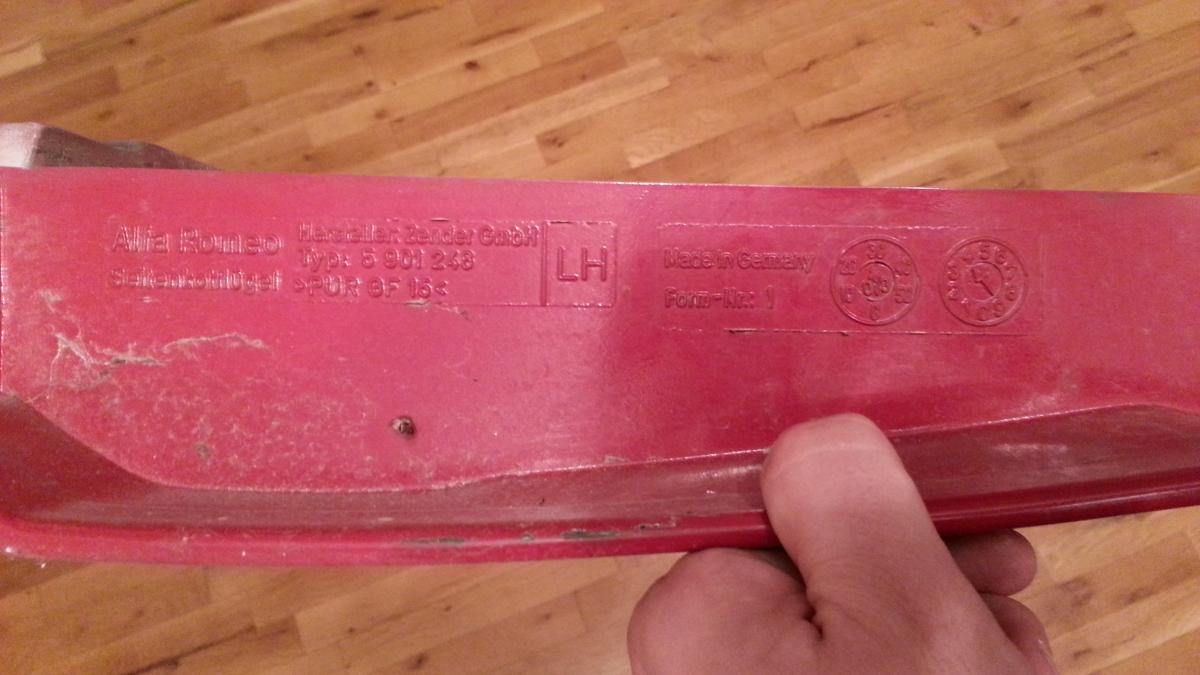 Alfa Romeo
Seitenkotflügel
Hersteller: Zender GmbH
Typ: 5 901 248
>PUR GF 15<
LH
Made in Germany
Form-Nr.: 1